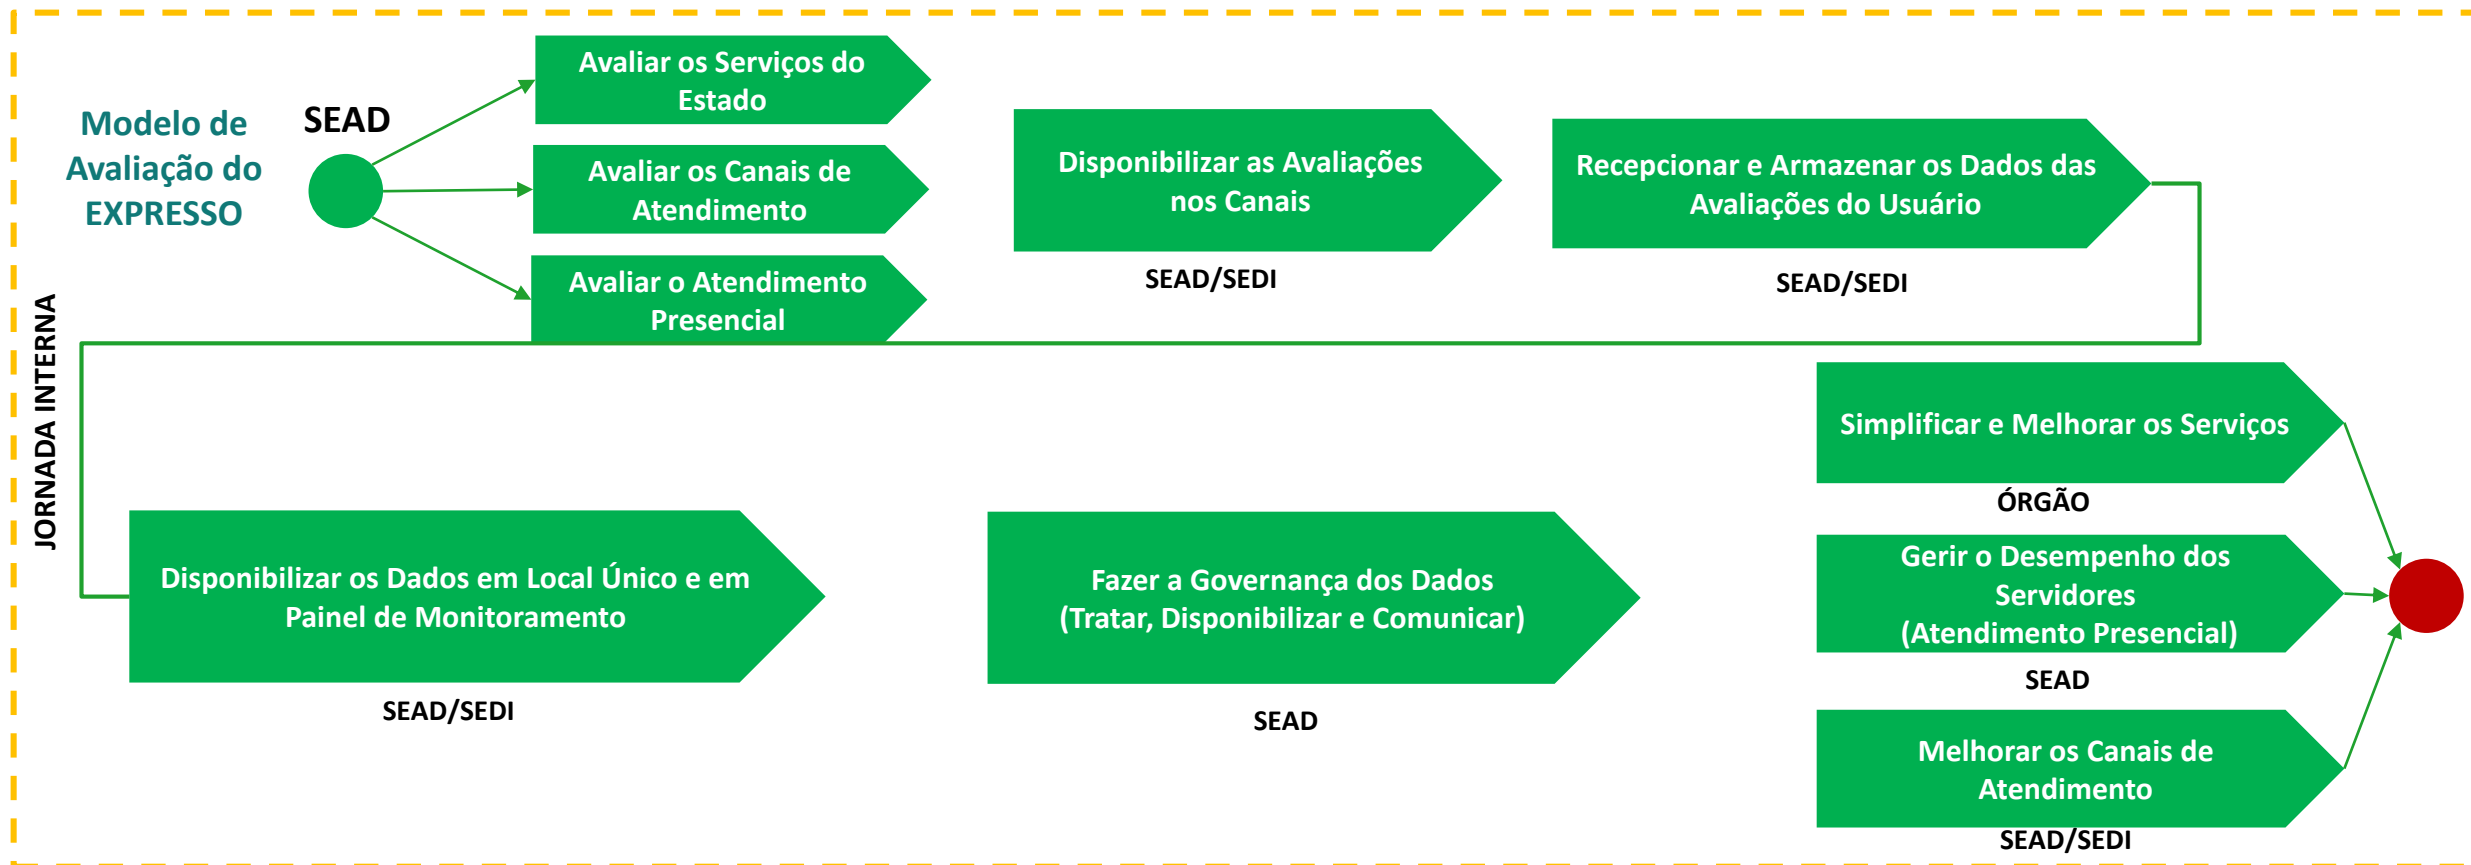 Modelo de
Avaliação do
EXPRESSO
SEAD
Avaliar os Serviços do
Estado
Avaliar os Canais de
Atendimento
Avaliar o Atendimento
Presencial
Disponibilizar as Avaliações
nos Canais
SEAD/SEDI
Recepcionar e Armazenar os Dados das
Avaliações do Usuário
SEAD/SEDI
JORNADA INTERNA
Disponibilizar os Dados em Local Único e em
Painel de Monitoramento
SEAD/SEDI
Fazer a Governança dos Dados
(Tratar, Disponibilizar e Comunicar)
SEAD
Simplificar e Melhorar os Serviços
ÓRGÃO
Gerir o Desempenho dos
Servidores
(Atendimento Presencial)
SEAD
Melhorar os Canais de
Atendimento
SEAD/SEDI